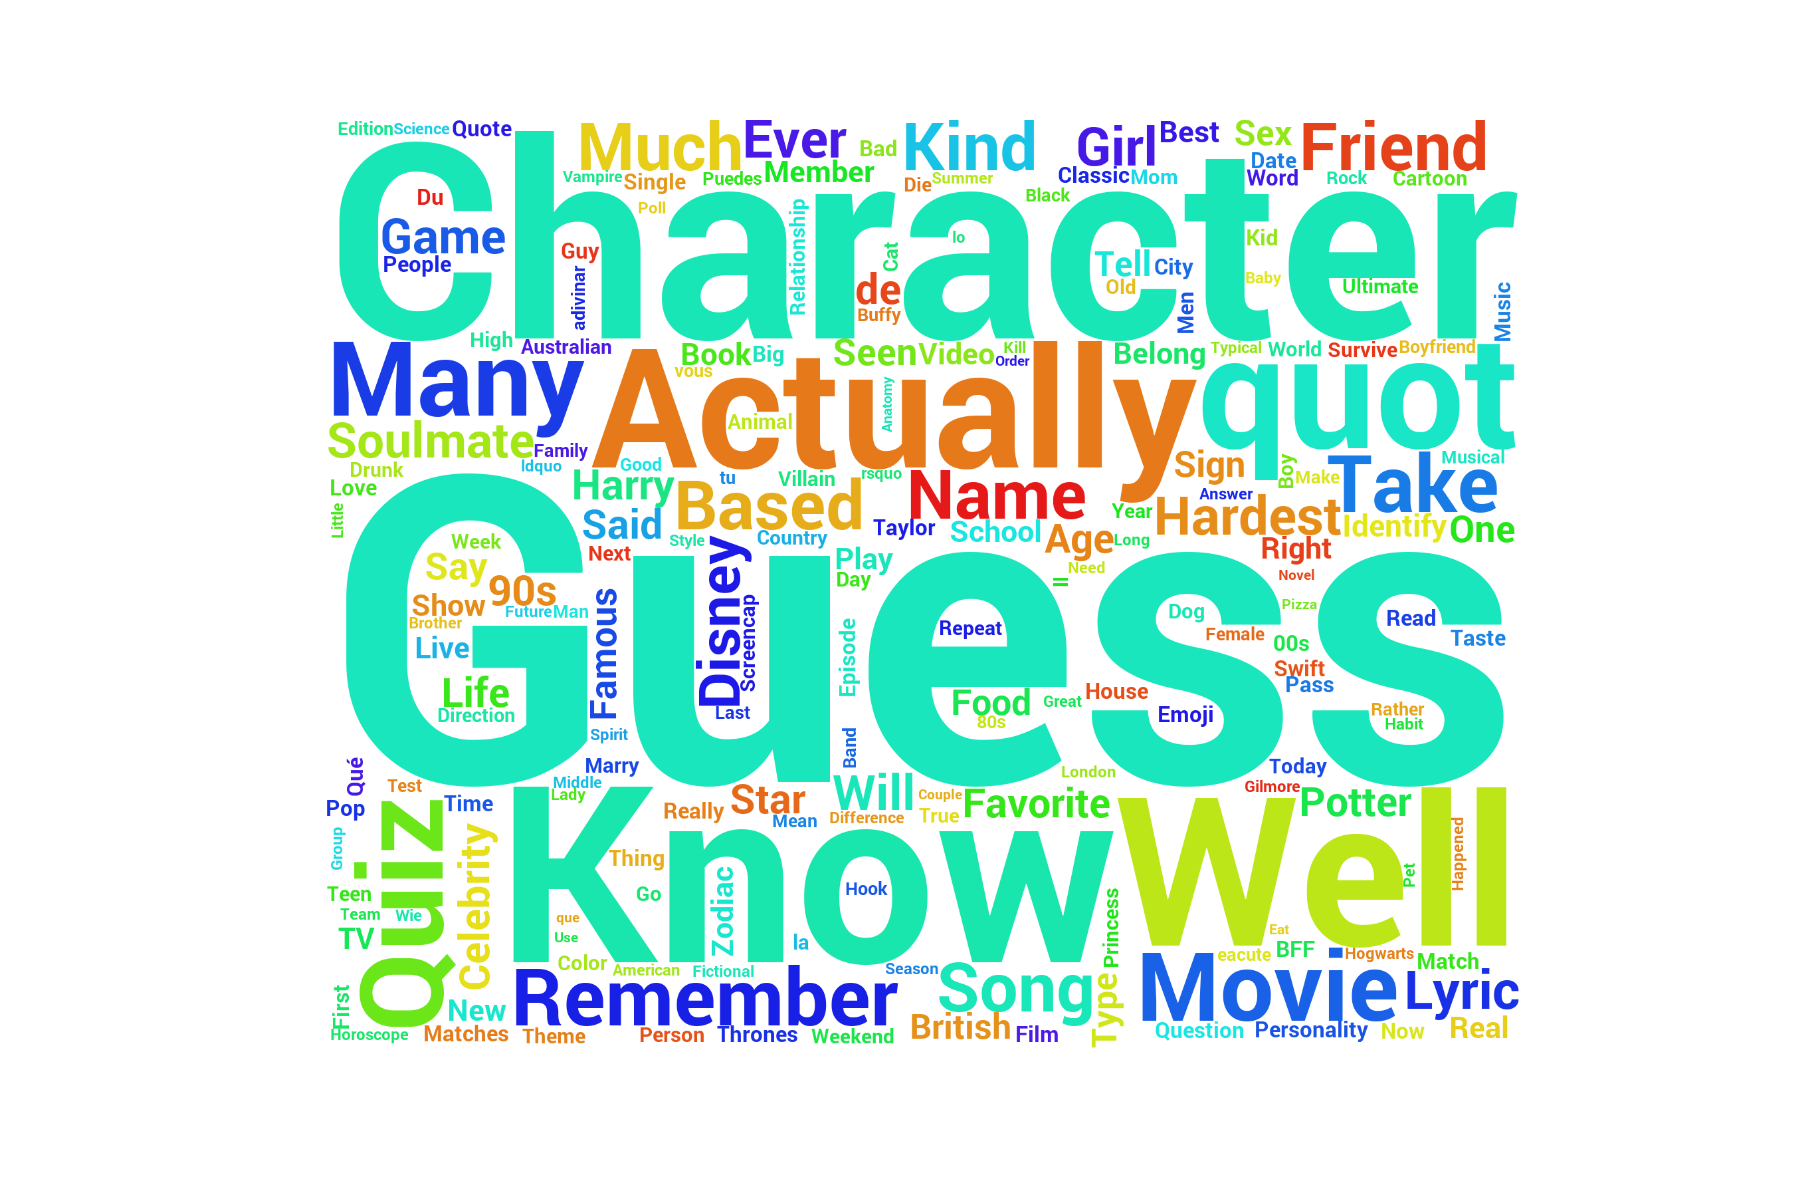 Edition Science Quote Much Ever Bad Kind Girl Best Sex Friend
Vampire Single Puedes Member Die Summer Classic Mom Date Word Rock Cartoon
Character
Du Poll Relationship Black
Game Guy Cat Io Tell City Kid
People adivinar de Old Men Baby Ultimate Music
Buffy
High Australian Book Big Seen Video Kill Order Belong Typical World Survive Boyfriend
Many Actually quot
vous Anatomy
Animal
Soulmate Family Sign Boy Musical
Drunk ldquo Good tu Villain rsquo Make Take
Love Harry Based Name Answer
Little Said Taylor School Age Year Hardest Identify One
Week Style Country Long
Guess
Say Next Play Right
90s Day = Need Novel
Show Future Man Disney Screencap Dog Pizza Read
Brother Famous Episode Repeat Female Taste
Live 00s
Life Food House Swift Pass
Direction Last Great Emoji Rather
80s Habit
Spirit Band
Qué Test Marry London Today
Middle Gilmore
Pop Time Lady Really Star Will Couple Favorite Potter
Mean Difference True
Quiz Know Well
Group Celebrity Thing Happened
Teen Go Zodiac Hook Princess Pet
Team Wie que
TV Use la Eat
Color American Fictional Season eacute BFF Hogwarts Match
First New Remember Song Type Movie Lyric
Horoscope Matches Theme Person Thrones Weekend British Film Question Personality Now Real